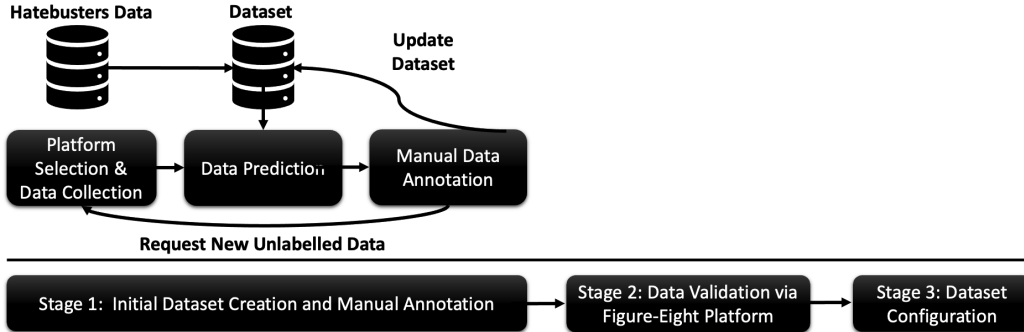 Hatebusters Data
Dataset
Update
Dataset
Platform
Selection &
Data Collection
Data Prediction
Manual Data
Annotation
Request New Unlabelled Data
Stage 1: Initial Dataset Creation and Manual Annotation
Stage 2: Data Validation via
Figure-Eight Platform
Stage 3: Dataset
Configuration